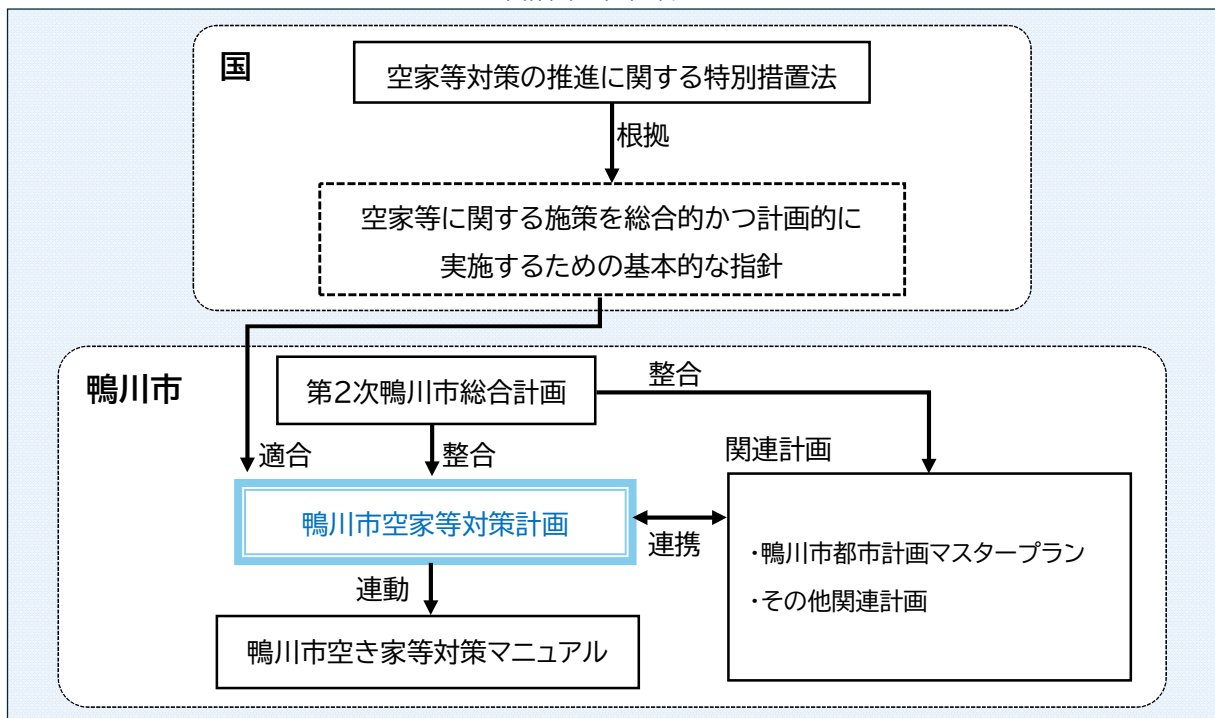 国
空家等対策の推進に関する特別措置法
根拠
空家等に関する施策を総合的かつ計画的に
実施するための基本的な指針
鴨川市
第2次鴨川市総合計画
整合
適合
整合
関連計画
鴨川市空家等対策計画
連携
・鴨川市都市計画マスタープラン
・その他関連計画
連動
鴨川市空き家等対策マニュアル